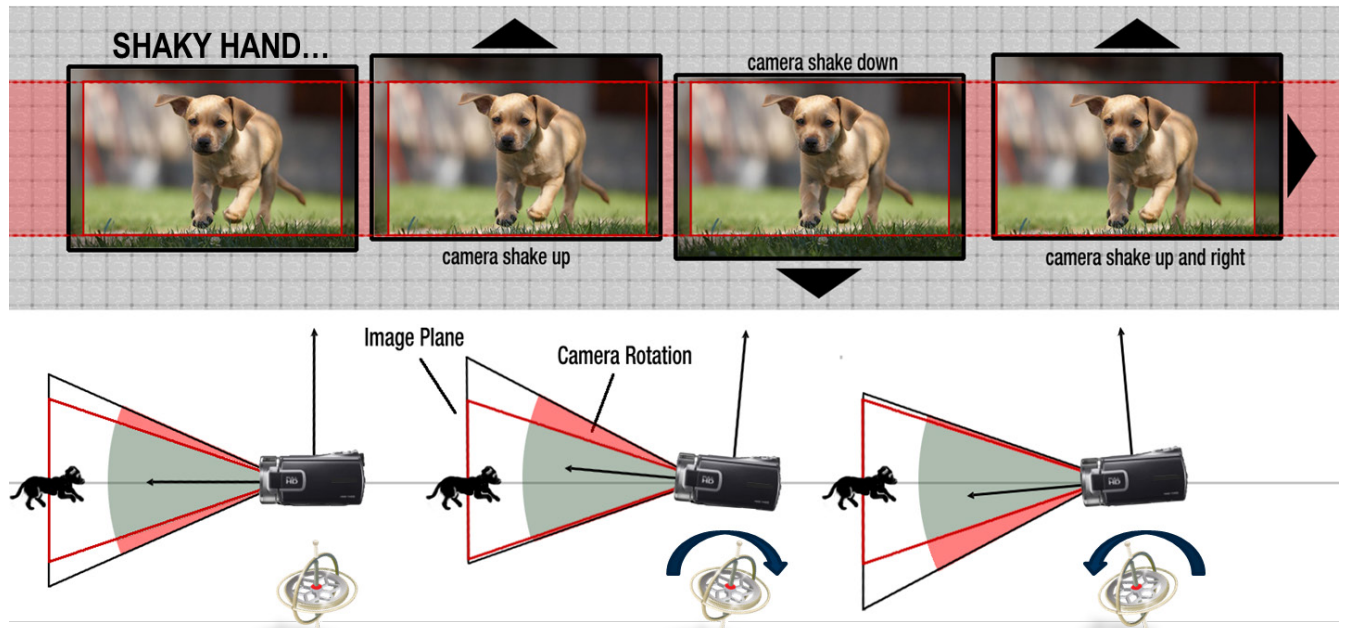 SHAKY HAND...
camera shake up
camera shake down
camera shake up and right
Image Plane
Camera Rotation
HD
HD
HD